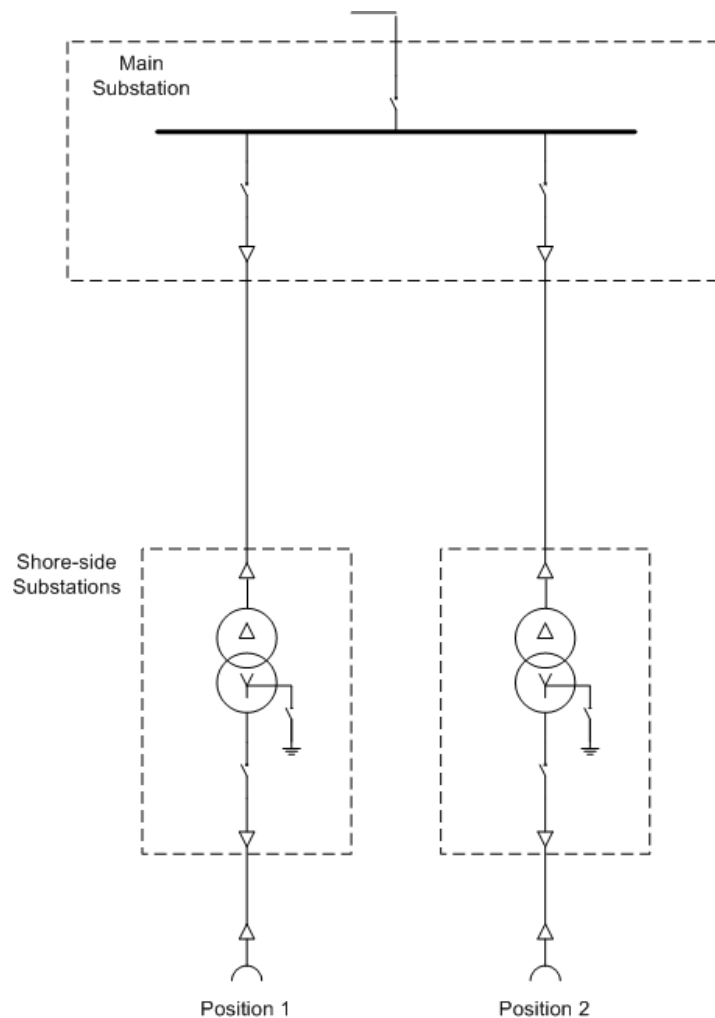 Main
Substation
Shore-side
Substations
Position 1
Position 2